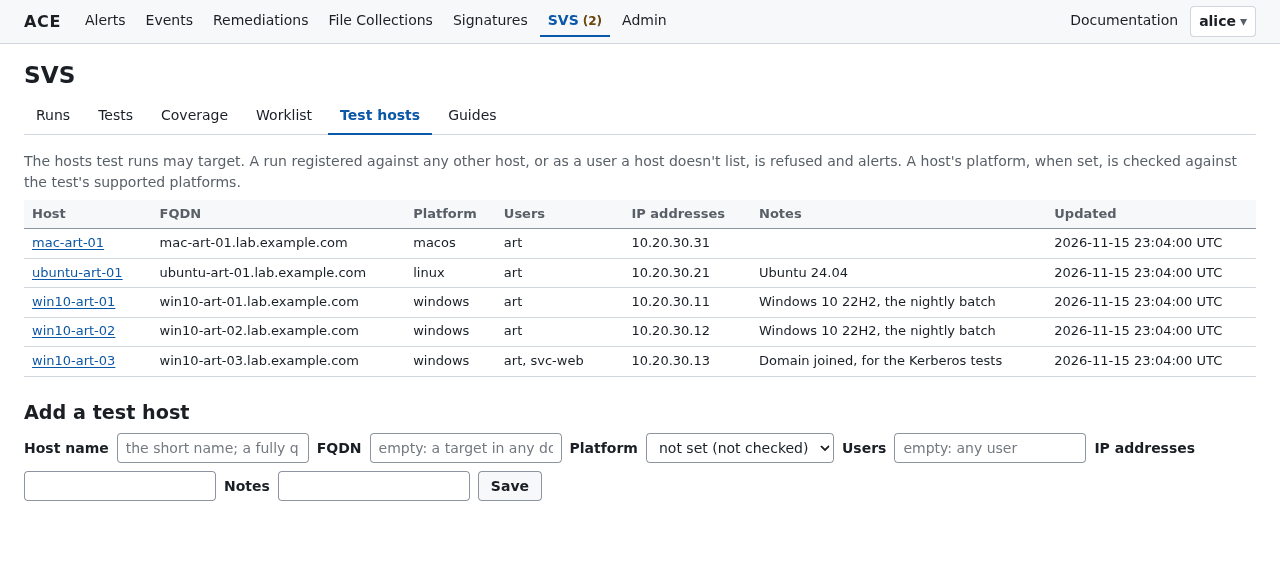 ACE Alerts Events Remediations File Collections Signatures SVS (2) Admin Documentation alice ▾
SVS
Runs Tests Coverage Worklist Test hosts Guides
The hosts test runs may target. A run registered against any other host, or as a user a host doesn't list, is refused and alerts. A host's platform, when set, is checked against
the test's supported platforms.
Host FQDN Platform Users IP addresses Notes Updated
mac-art-01 mac-art-01.lab.example.com macos art 10.20.30.31 2026-11-15 23:04:00 UTC
ubuntu-art-01 ubuntu-art-01.lab.example.com linux art 10.20.30.21 Ubuntu 24.04 2026-11-15 23:04:00 UTC
win10-art-01 win10-art-01.lab.example.com windows art 10.20.30.11 Windows 10 22H2, the nightly batch 2026-11-15 23:04:00 UTC
win10-art-02 win10-art-02.lab.example.com windows art 10.20.30.12 Windows 10 22H2, the nightly batch 2026-11-15 23:04:00 UTC
win10-art-03 win10-art-03.lab.example.com windows art, svc-web 10.20.30.13 Domain joined, for the Kerberos tests 2026-11-15 23:04:00 UTC
Add a test host
Host name the short name; a fully q FQDN empty: a target in any do Platform not set (not checked) Users empty: any user IP addresses
Notes Save